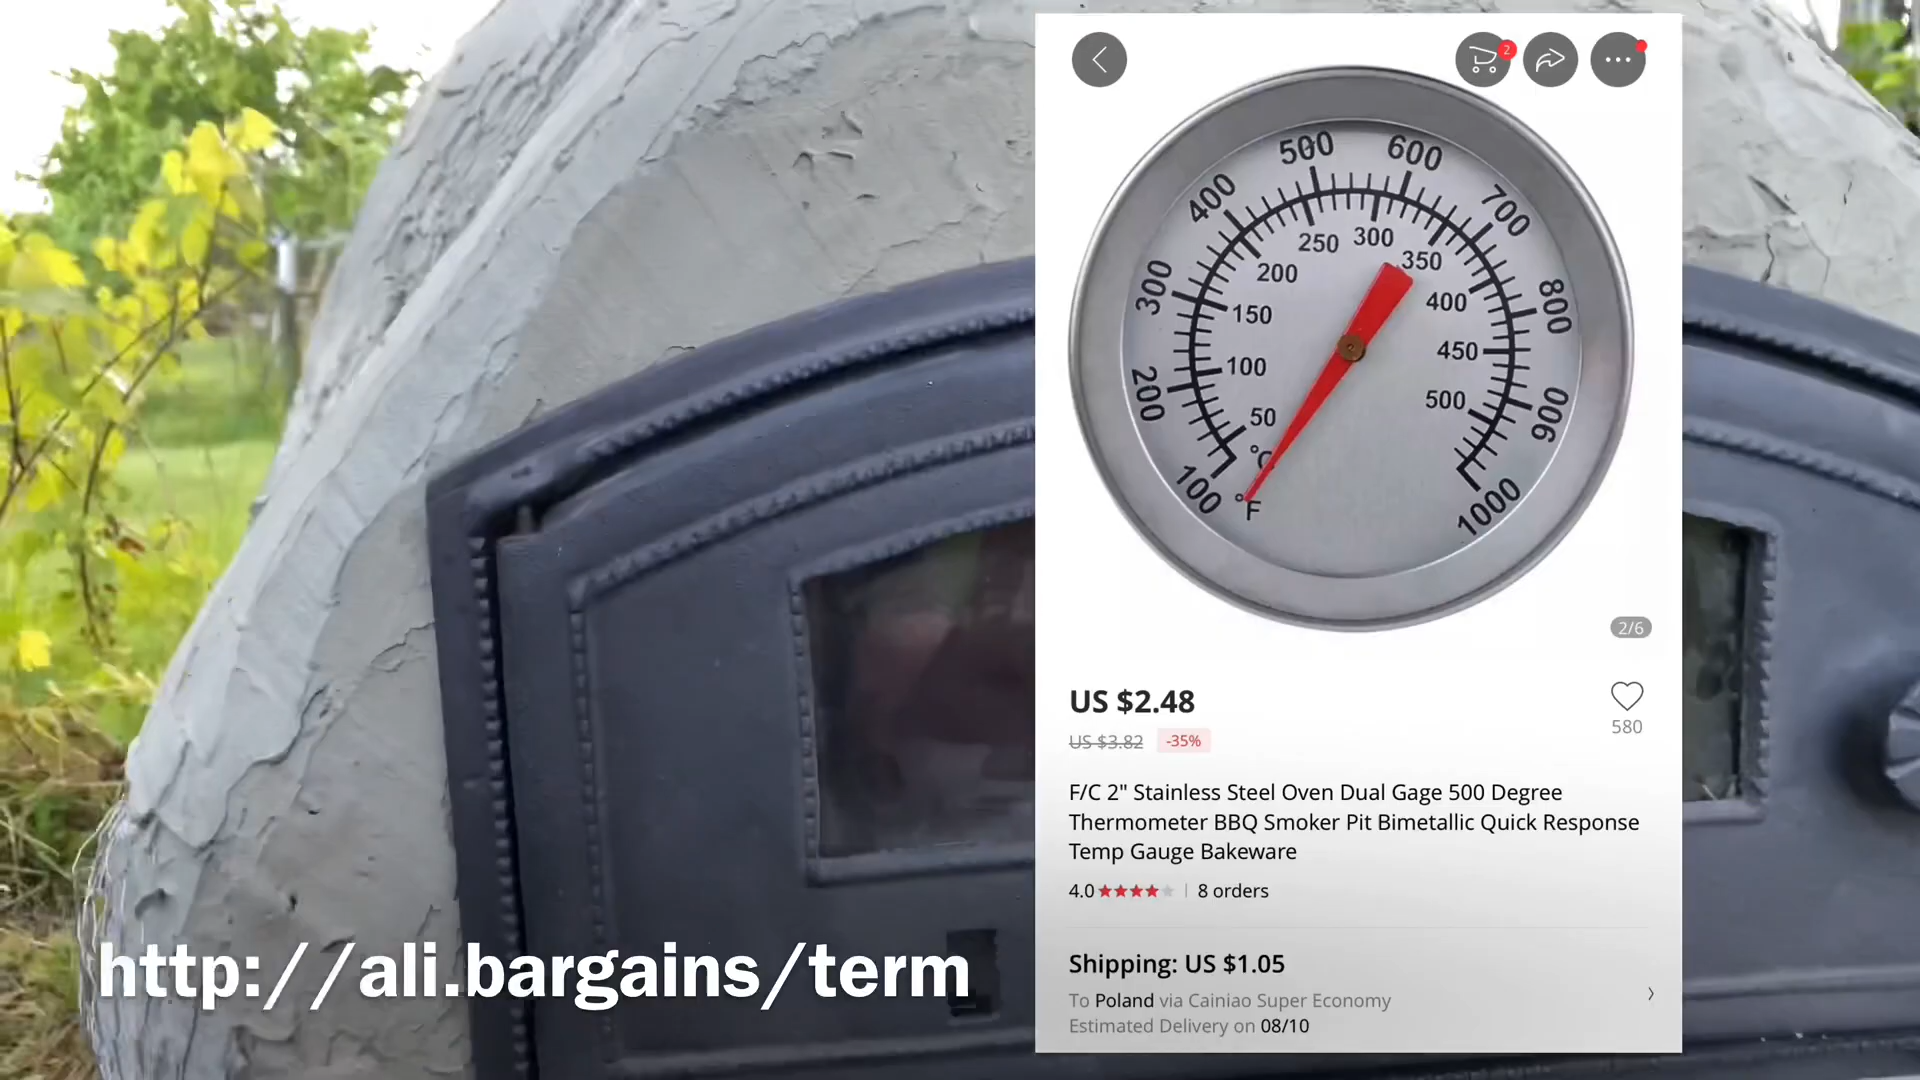 2
500
600
400
700
250
300
350
200
300
800
400
150
450
100
200
500
900
50
°C
100
°F
1000
2/6
US $2.48
580
US $3.82
-35%
F/C 2" Stainless Steel Oven Dual Gage 500 Degree
Thermometer BBQ Smoker Pit Bimetallic Quick Response
Temp Gauge Bakeware
4.0 8 orders
Shipping: US $1.05
To Poland via Cainiao Super Economy
Estimated Delivery on 08/10
http://ali.bargains/term